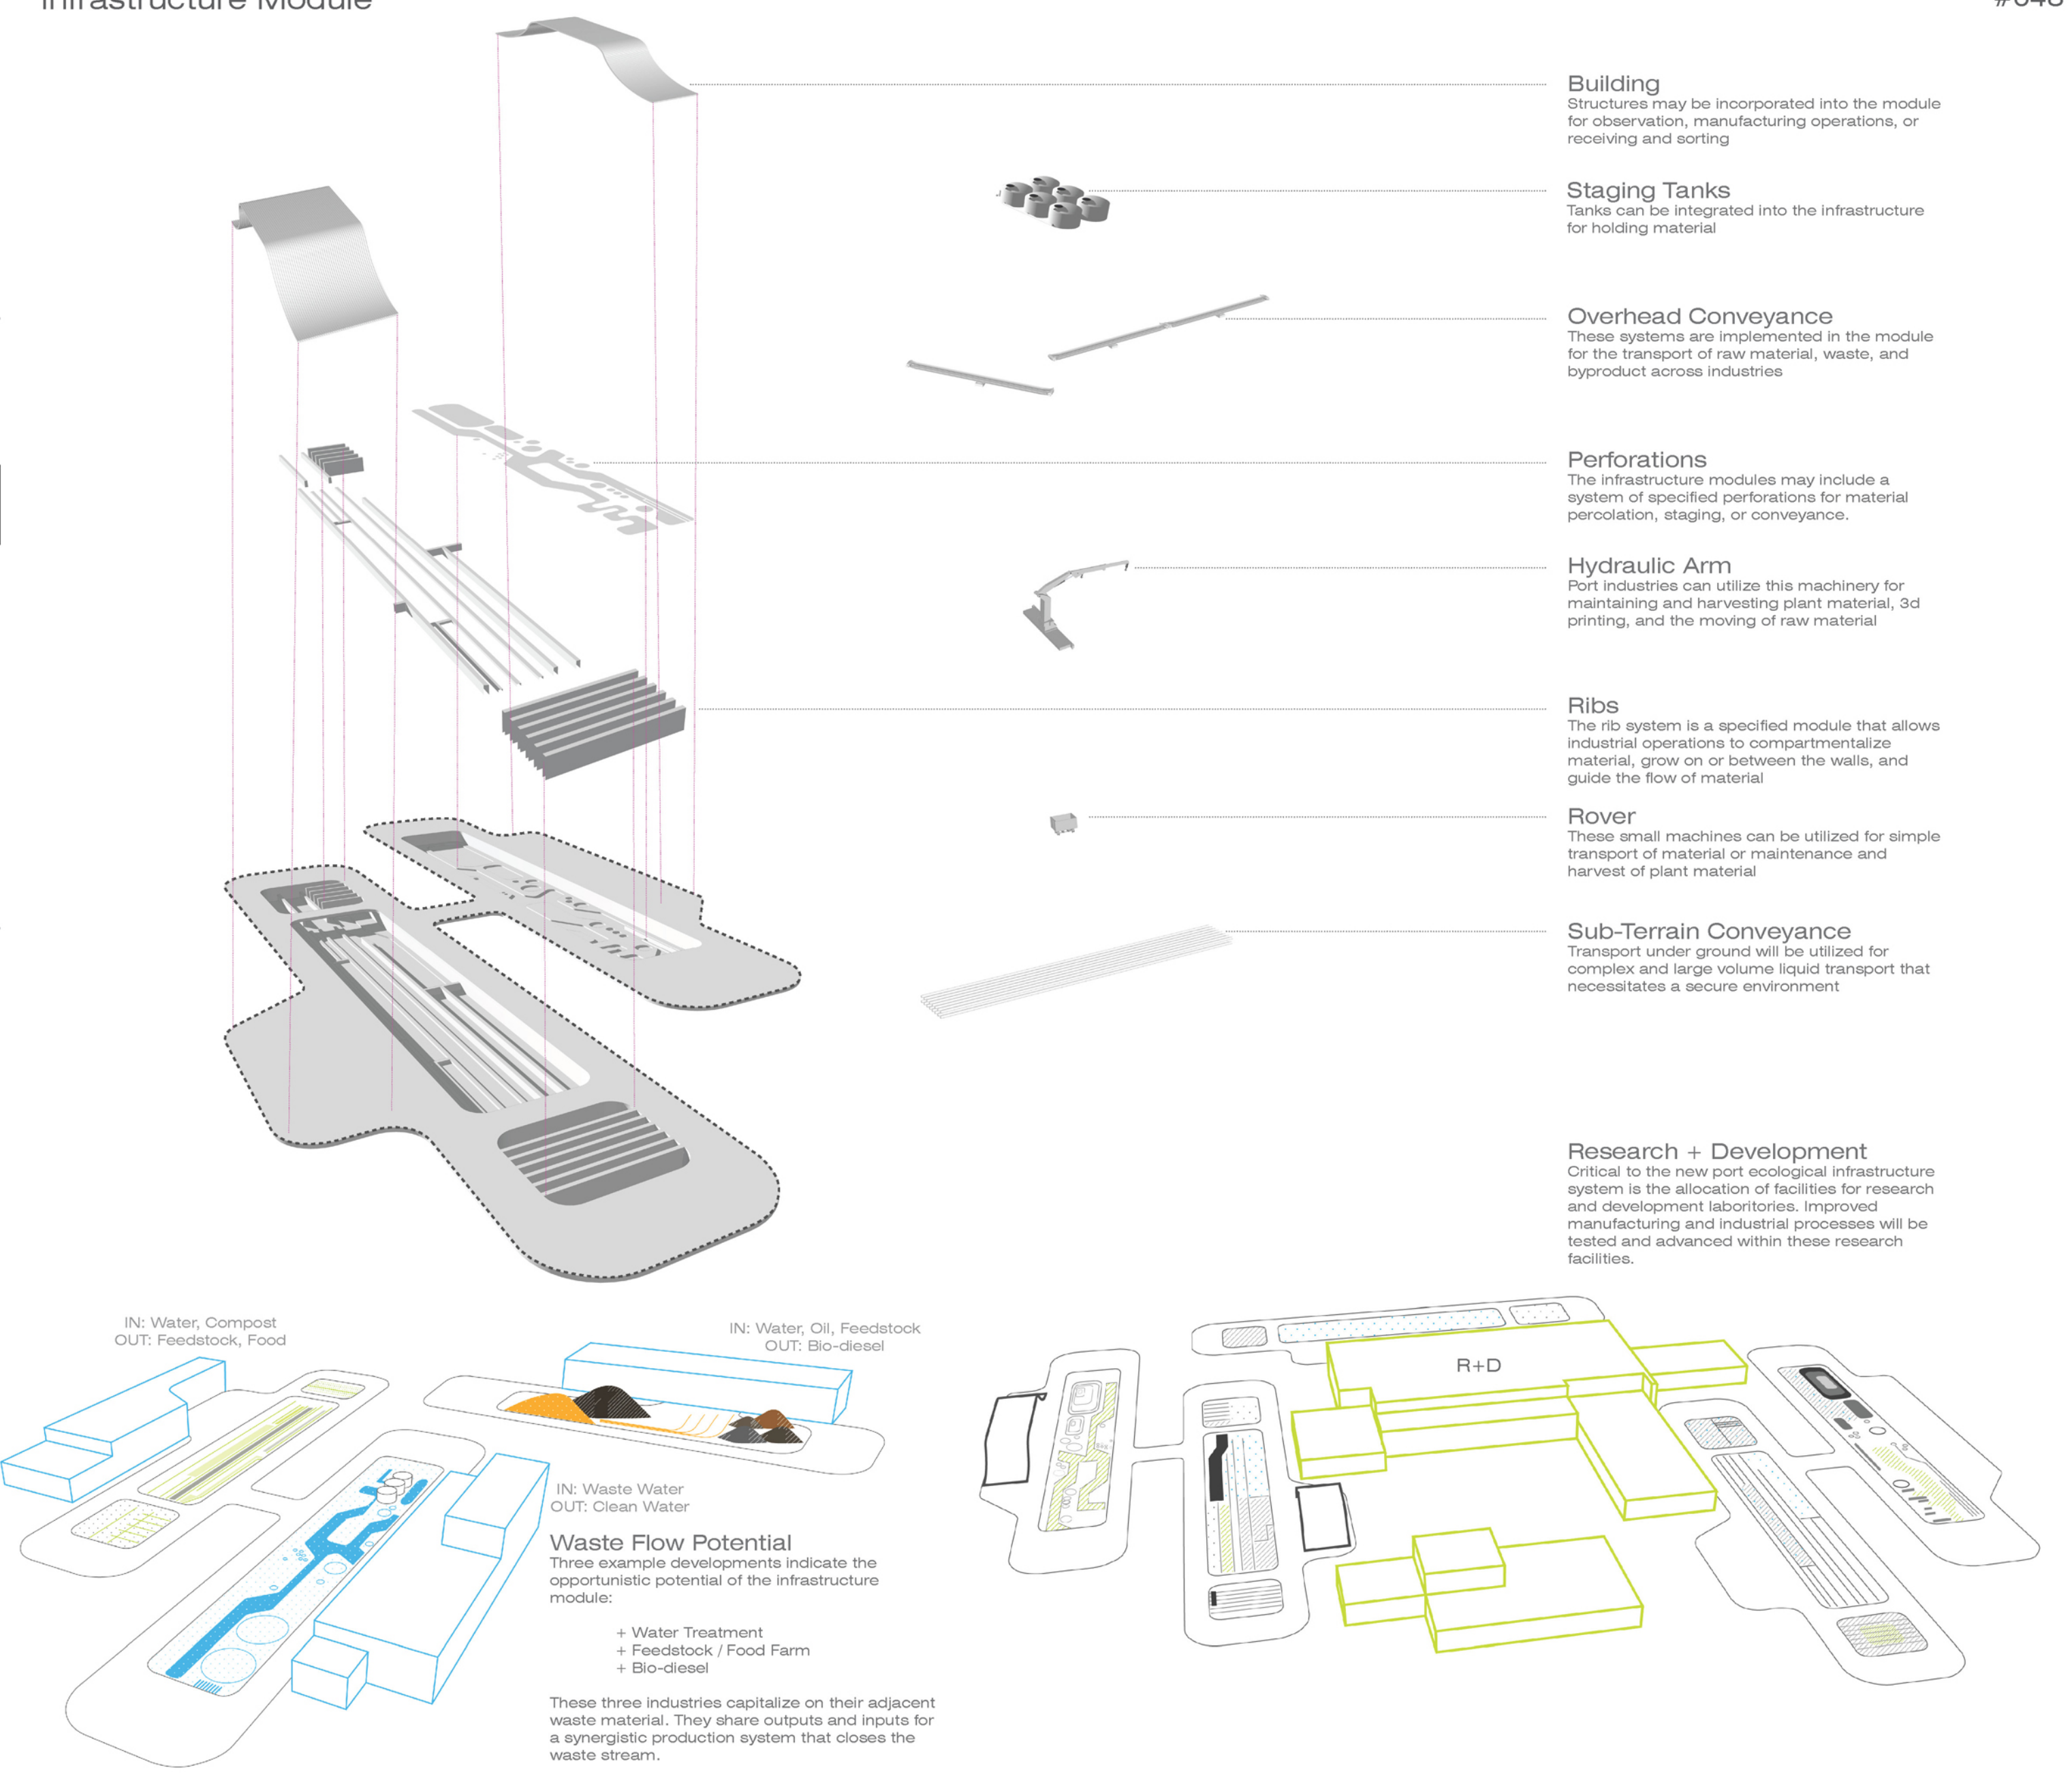 Infrastructure Module
#048
Building
Structures may be incorporated into the module
for observation, manufacturing operations, or
receiving and sorting
Staging Tanks
Tanks can be integrated into the infrastructure
for holding material
Overhead Conveyance
These systems are implemented in the module
for the transport of raw material, waste, and
byproduct across industries
Perforations
The infrastructure modules may include a
system of specified perforations for material
percolation, staging, or conveyance.
Hydraulic Arm
Port industries can utilize this machinery for
maintaining and harvesting plant material, 3d
printing, and the moving of raw material
Ribs
The rib system is a specified module that allows
industrial operations to compartmentalize
material, grow on or between the walls, and
guide the flow of material
Rover
These small machines can be utilized for simple
transport of material or maintenance and
harvest of plant material
Sub-Terrain Conveyance
Transport under ground will be utilized for
complex and large volume liquid transport that
necessitates a secure environment
Research + Development
Critical to the new port ecological infrastructure
system is the allocation of facilities for research
and development laboritories. Improved
manufacturing and industrial processes will be
tested and advanced within these research
facilities.
IN: Water, Compost
OUT: Feedstock, Food
IN: Water, Oil, Feedstock
OUT: Bio-diesel
R+D
IN: Waste Water
OUT: Clean Water
Waste Flow Potential
Three example developments indicate the
opportunistic potential of the infrastructure
module:
+ Water Treatment
+ Feedstock / Food Farm
+ Bio-diesel
These three industries capitalize on their adjacent
waste material. They share outputs and inputs for
a synergistic production system that closes the
waste stream.